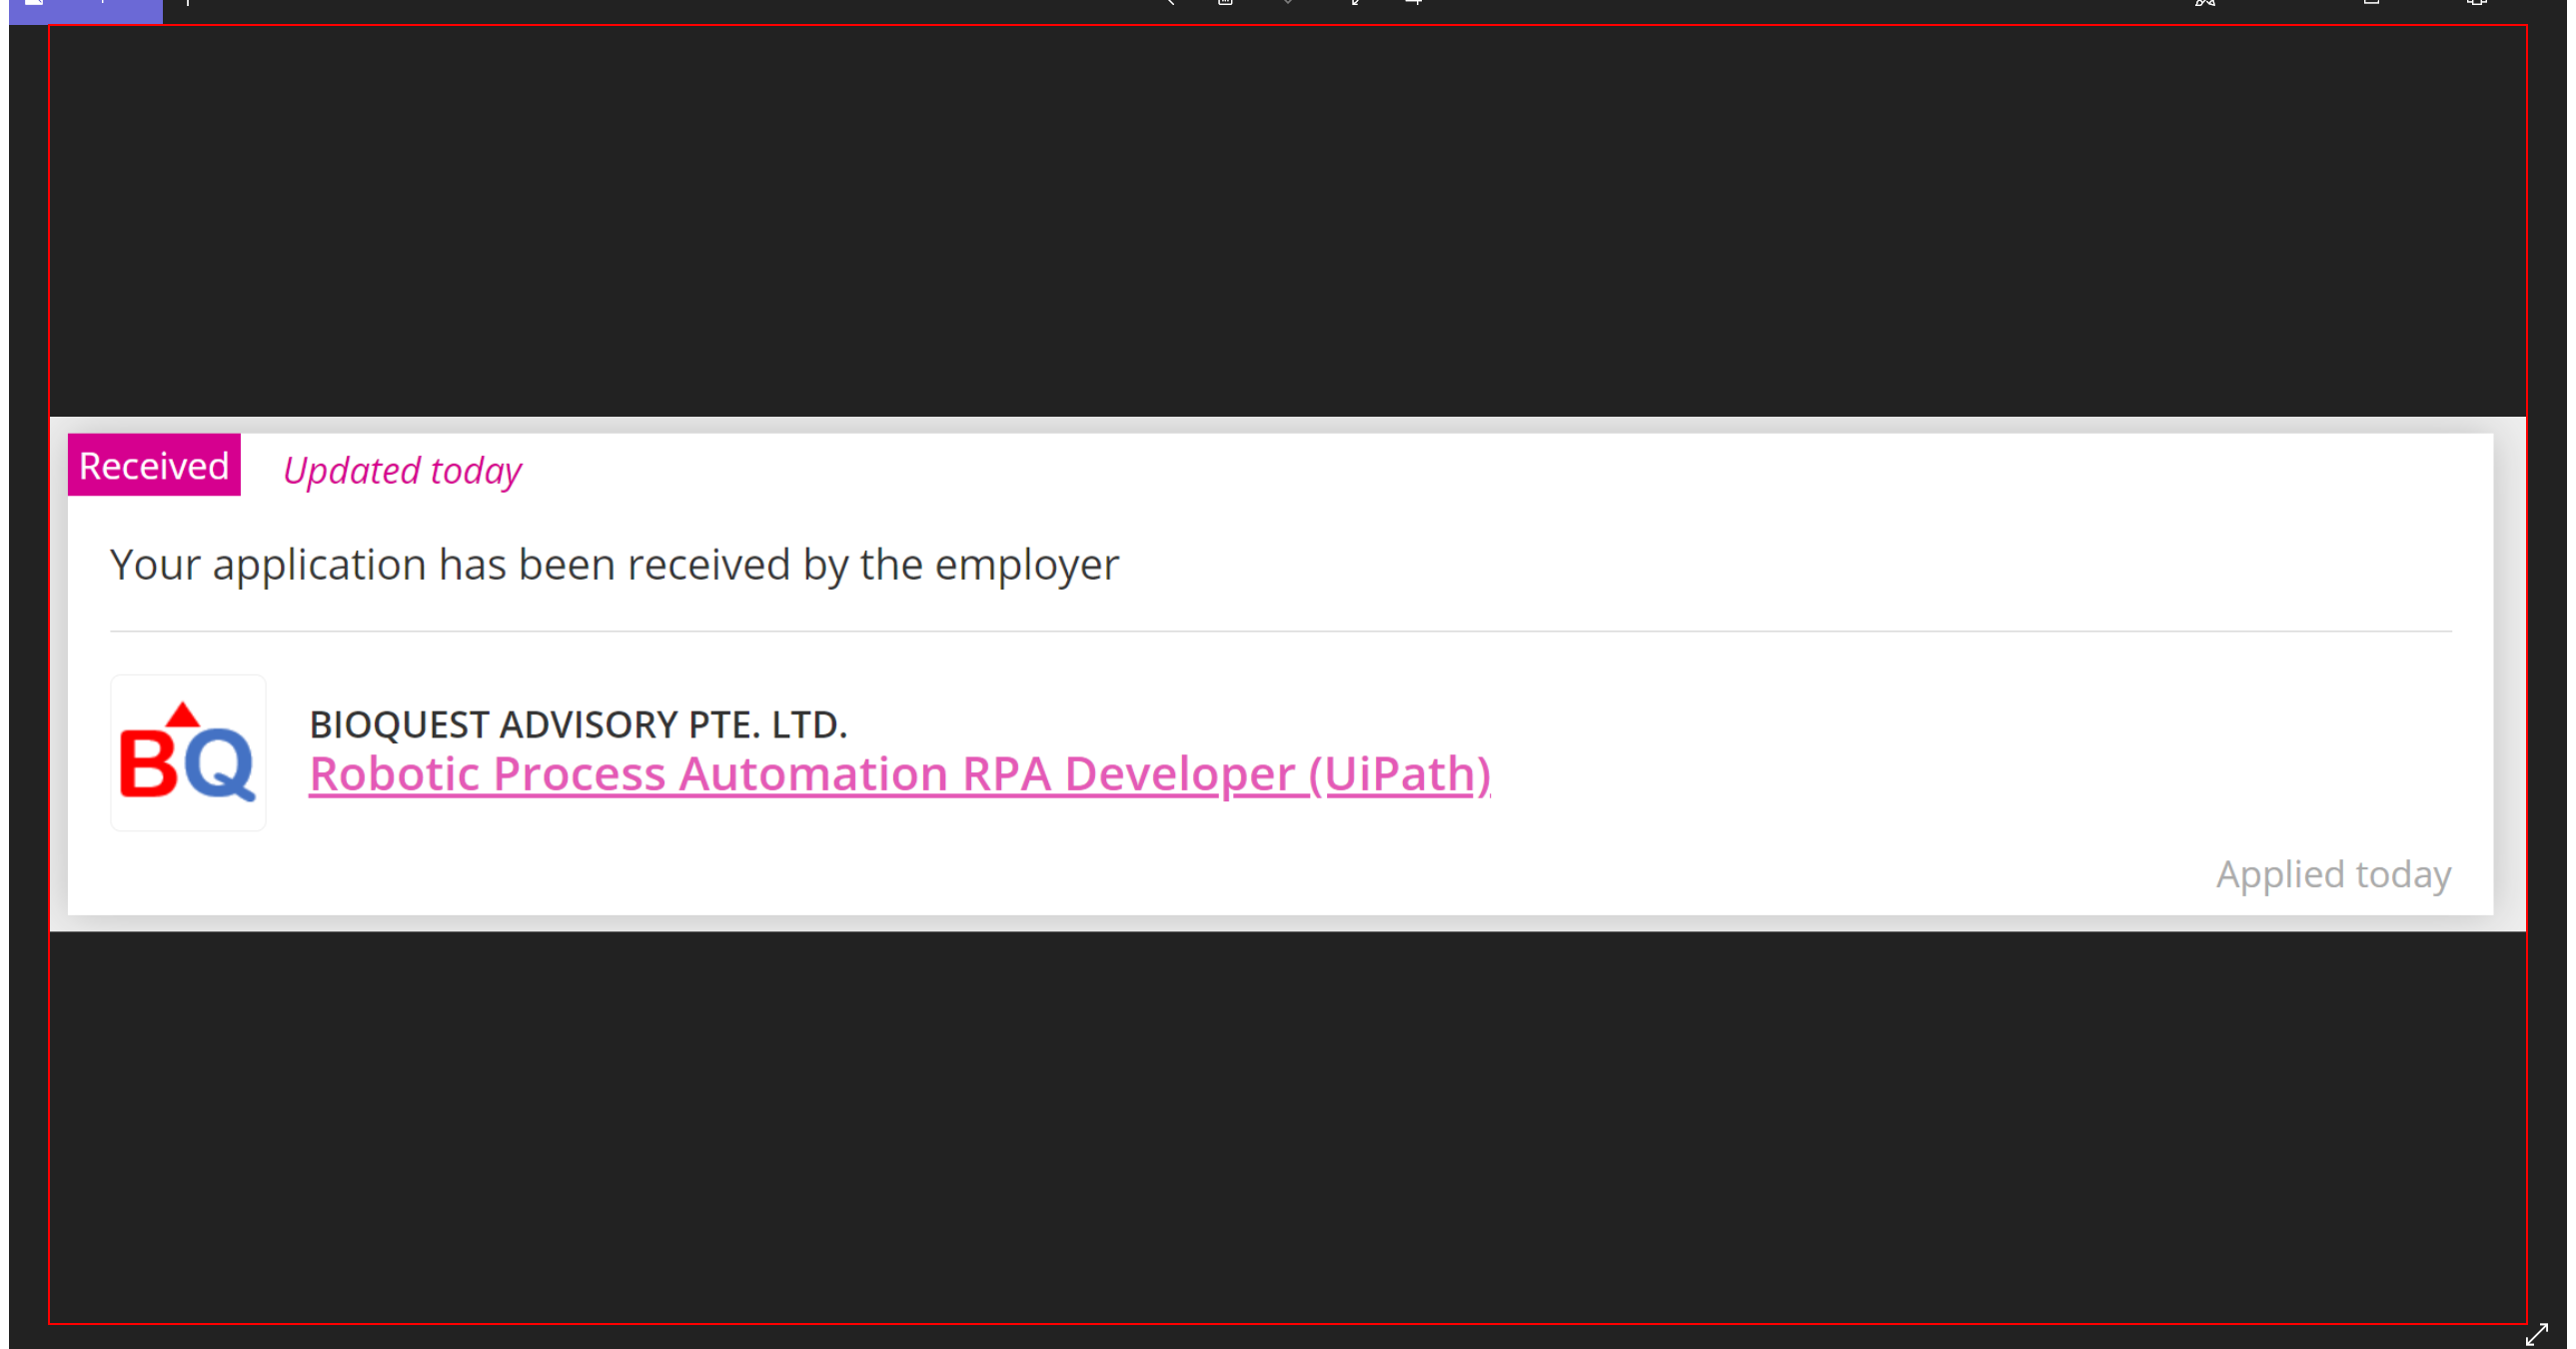 Received
Updated today
Your application has been received by the employer
BQ
BIOQUEST ADVISORY PTE. LTD.
Robotic Process Automation RPA Developer (UiPath)
Applied today